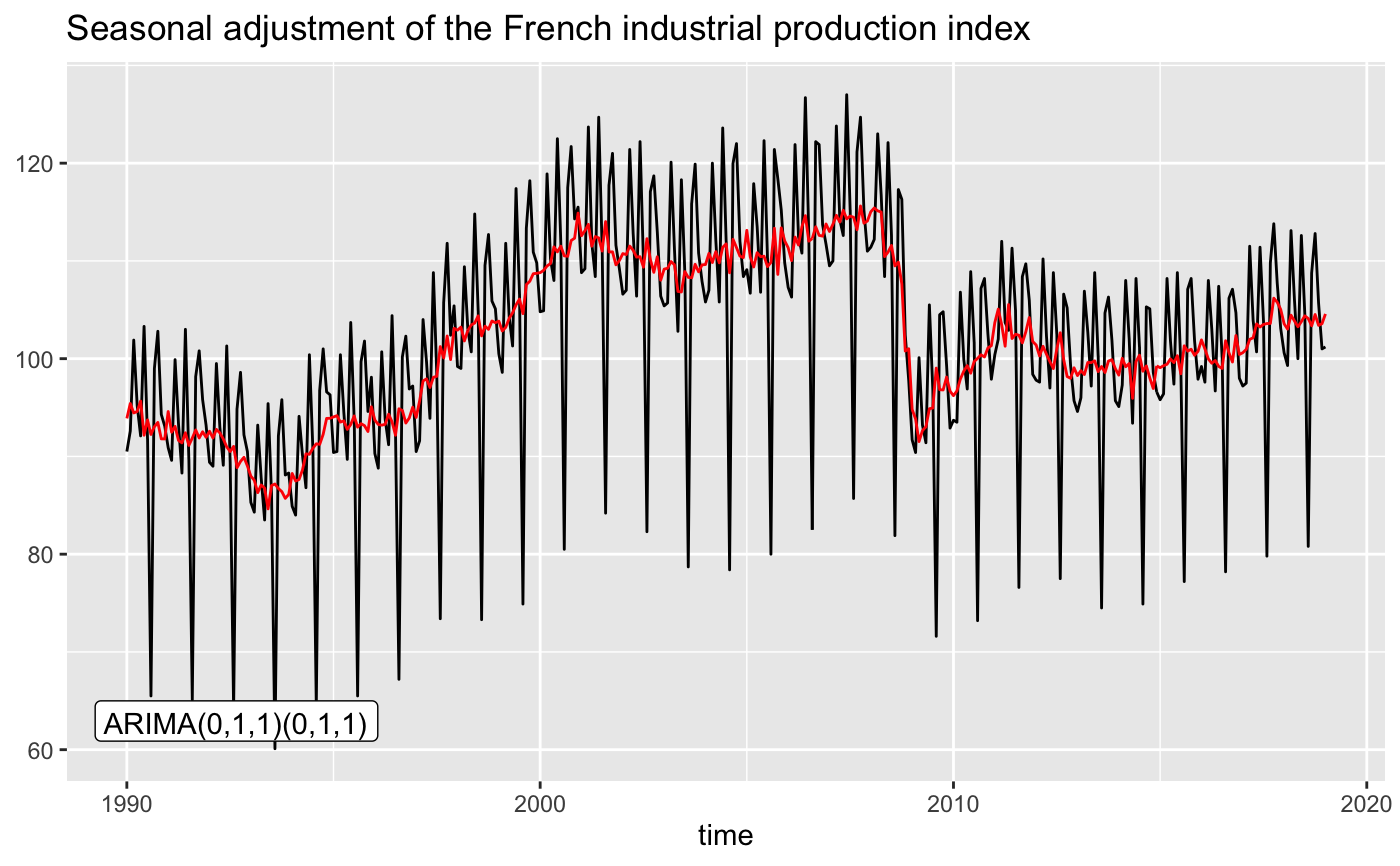 Seasonal adjustment of the French industrial production index
120
100
80
60
ARIMA(0,1,1)(0,1,1)
1990 2000 2010 2020
time